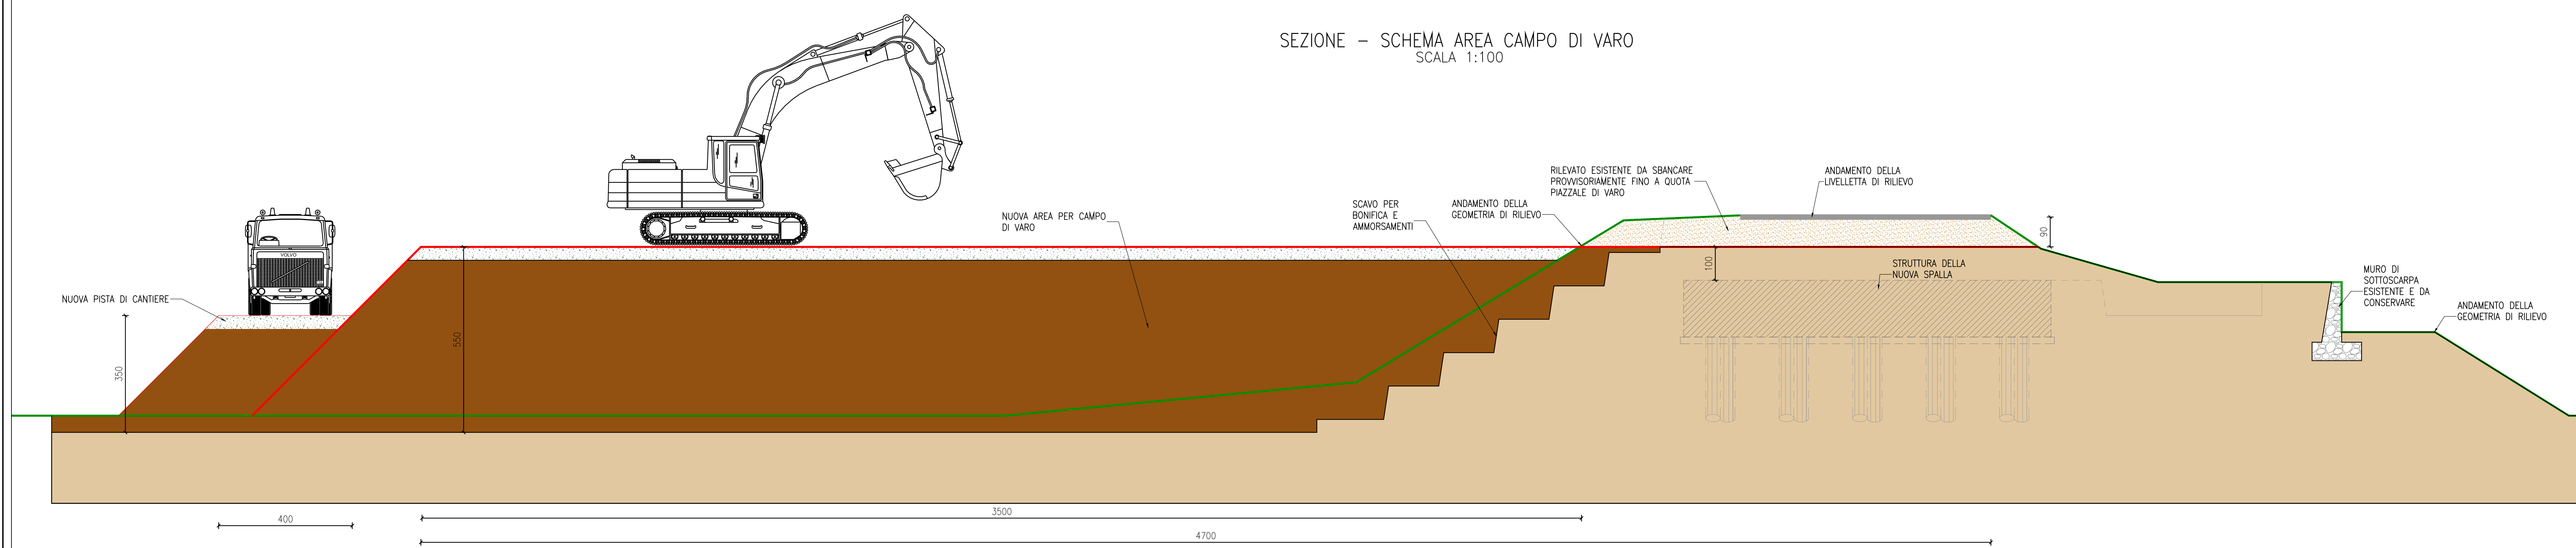 SEZIONE - SCHEMA AREA CAMPO DI VARO
SCALA 1:100
NUOVA PISTA DI CANTIERE
VOLVO
350
550
NUOVA AREA PER CAMPO
DI VARO
SCAVO PER
BONIFICA E
AMMORSAMENTI
ANDAMENTO DELLA
GEOMETRIA DI RILIEVO
RILEVATO ESISTENTE DA SBANCARE
PROVVISORIAMENTE FINO A QUOTA
PIAZZALE DI VARO
ANDAMENTO DELLA
LIVELLETTA DI RILIEVO
90
100
STRUTTURA DELLA
NUOVA SPALLA
MURO DI
SOTTOSCARPA
ESISTENTE E DA
CONSERVARE
ANDAMENTO DELLA
GEOMETRIA DI RILIEVO
400
3500
4700